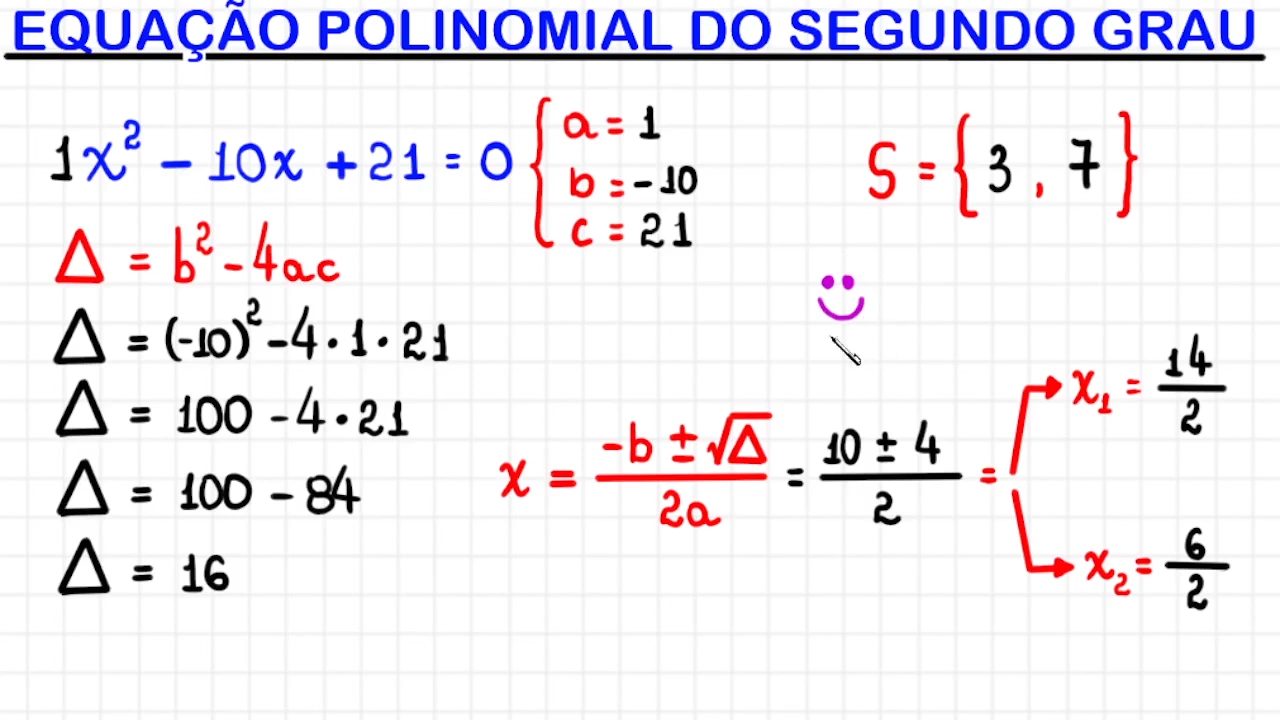 EQUAÇÃO POLINOMIAL DO SEGUNDO GRAU
1x² - 10x + 21 = 0 { a = 1
b = -10
c = 21
S = { 3 , 7 }
Δ = b² - 4ac
Δ = (-10)² - 4 · 1 · 21
Δ = 100 - 4 · 21
Δ = 100 - 84
Δ = 16
x = (-b ± √Δ)/2a = (10 ± 4)/2 =
x₁ = 14/2
x₂ = 6/2